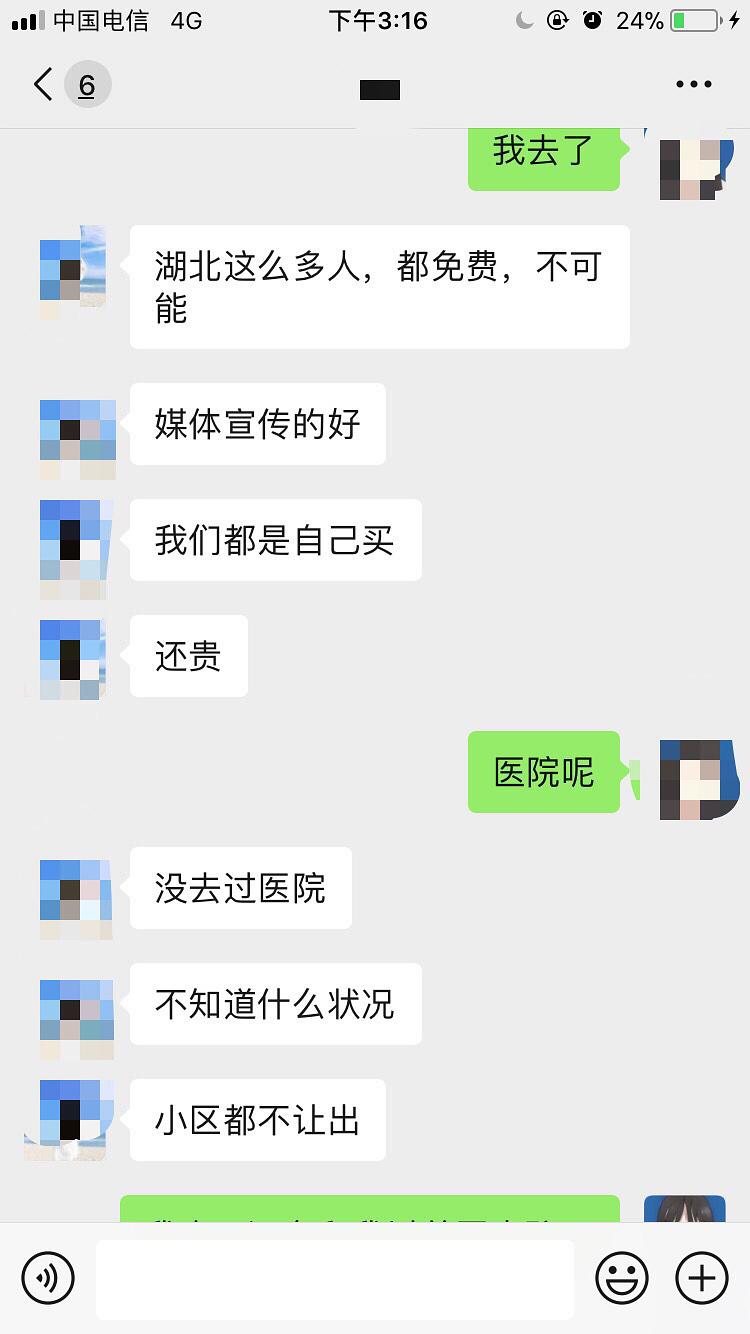 中国电信 4G 下午3:16 24%
6
我去了
湖北这么多人，都免费，不可
能
媒体宣传的好
我们都是自己买
还贵
医院呢
没去过医院
不知道什么状况
小区都不让出